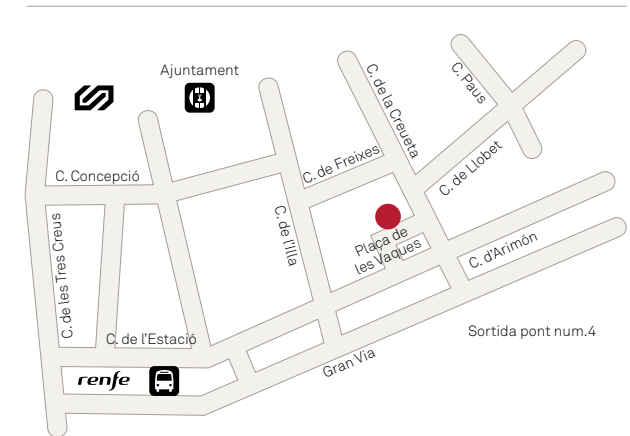 Ajuntament
C. de la Creueta
C. Paus
C. de Freixes
C. Concepció
C. de Llobet
C. de l'Illa
C. de les Tres Creus
Plaça de
les Vaques
C. d'Arimón
C. de l'Estació
Sortida pont num.4
Gran Via
renfe